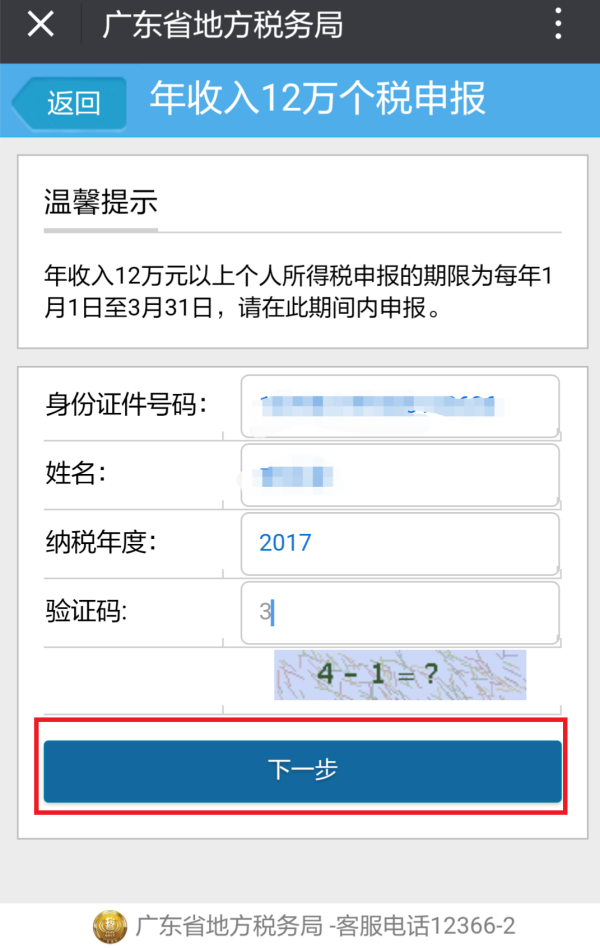 广东省地方税务局
返回
年收入12万个税申报
温馨提示
年收入12万元以上个人所得税申报的期限为每年1
月1日至3月31日，请在此期间内申报。
身份证件号码：
姓名：
纳税年度：
2017
验证码:
3
4 - 1 = ?
下一步
广东省地方税务局 -客服电话12366-2